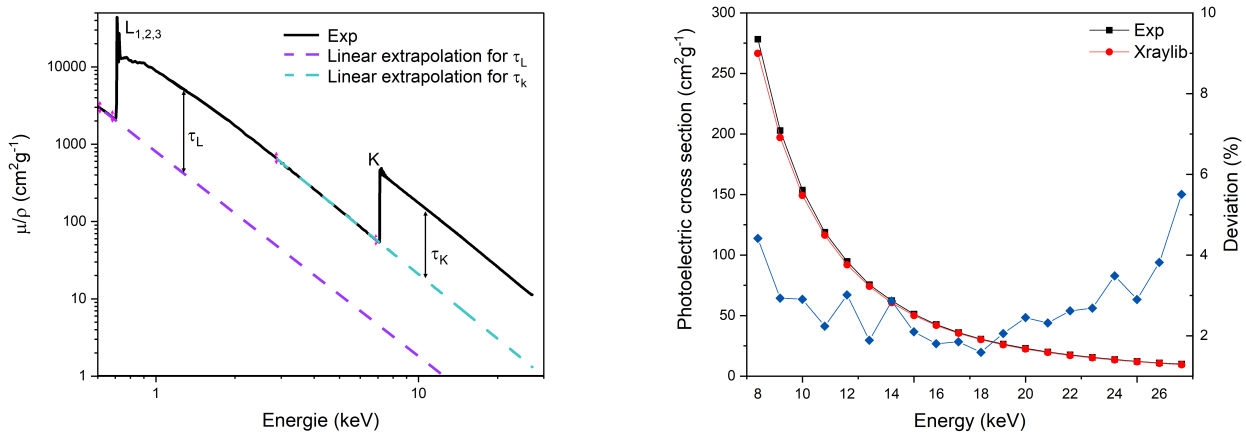 L1,2,3
Exp
Linear extrapolation for τL
Linear extrapolation for τk
10000
1000
100
10
1
τL
K
τK
1
10
μ/ρ (cm2g-1)
Energie (keV)
Exp
Xraylib
300
250
200
150
100
50
0
10
8
6
4
2
8 10 12 14 16 18 20 22 24 26
Photoelectric cross section (cm2g-1)
Deviation (%)
Energy (keV)